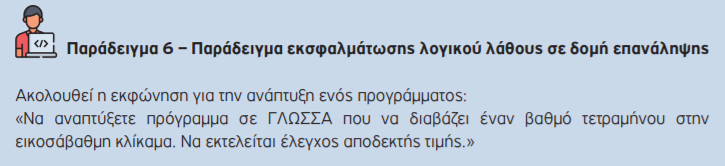 </>
Παράδειγμα 6 – Παράδειγμα εκσφαλμάτωσης λογικού λάθους σε δομή επανάληψης
Ακολουθεί η εκφώνηση για την ανάπτυξη ενός προγράμματος:
«Να αναπτύξετε πρόγραμμα σε ΓΛΩΣΣΑ που να διαβάζει έναν βαθμό τετραμήνου στην
εικοσάβαθμη κλίκαμα. Να εκτελείται έλεγχος αποδεκτής τιμής.»